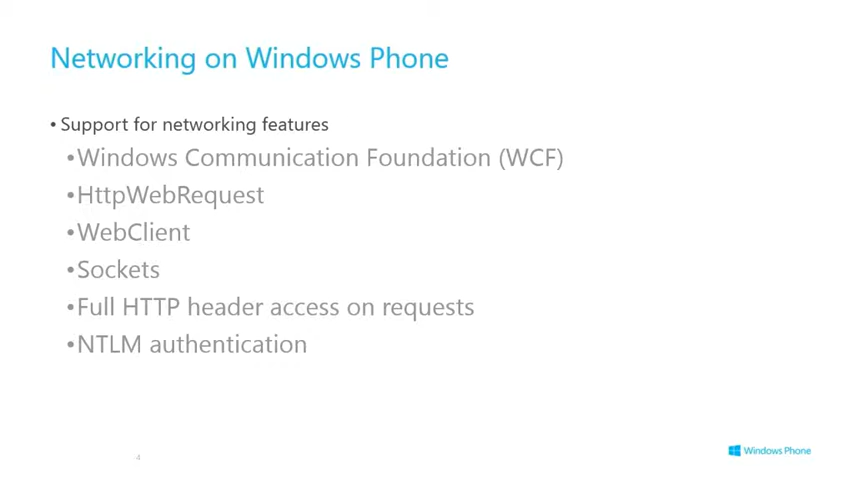 Networking on Windows Phone
• Support for networking features
•Windows Communication Foundation (WCF)
•HttpWebRequest
•WebClient
•Sockets
•Full HTTP header access on requests
•NTLM authentication
4
Windows Phone